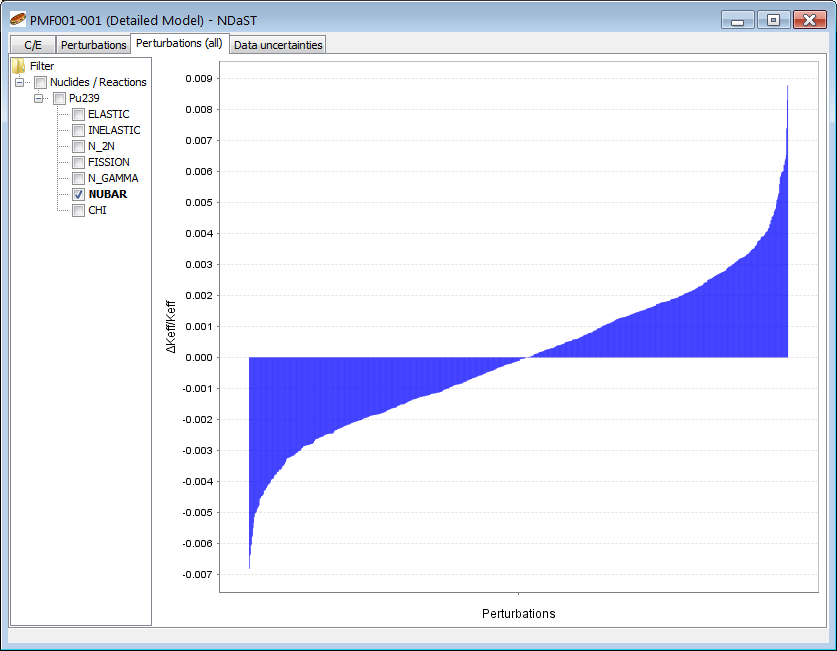 PMF001-001 (Detailed Model) - NDaST
C/E
Perturbations
Perturbations (all)
Data uncertainties
Filter
Nuclides / Reactions
Pu239
ELASTIC
INELASTIC
N_2N
FISSION
N_GAMMA
NUBAR
CHI
0.009
0.008
0.007
0.006
0.005
0.004
0.003
0.002
0.001
0.000
-0.001
-0.002
-0.003
-0.004
-0.005
-0.006
-0.007
ΔKeff/Keff
Perturbations